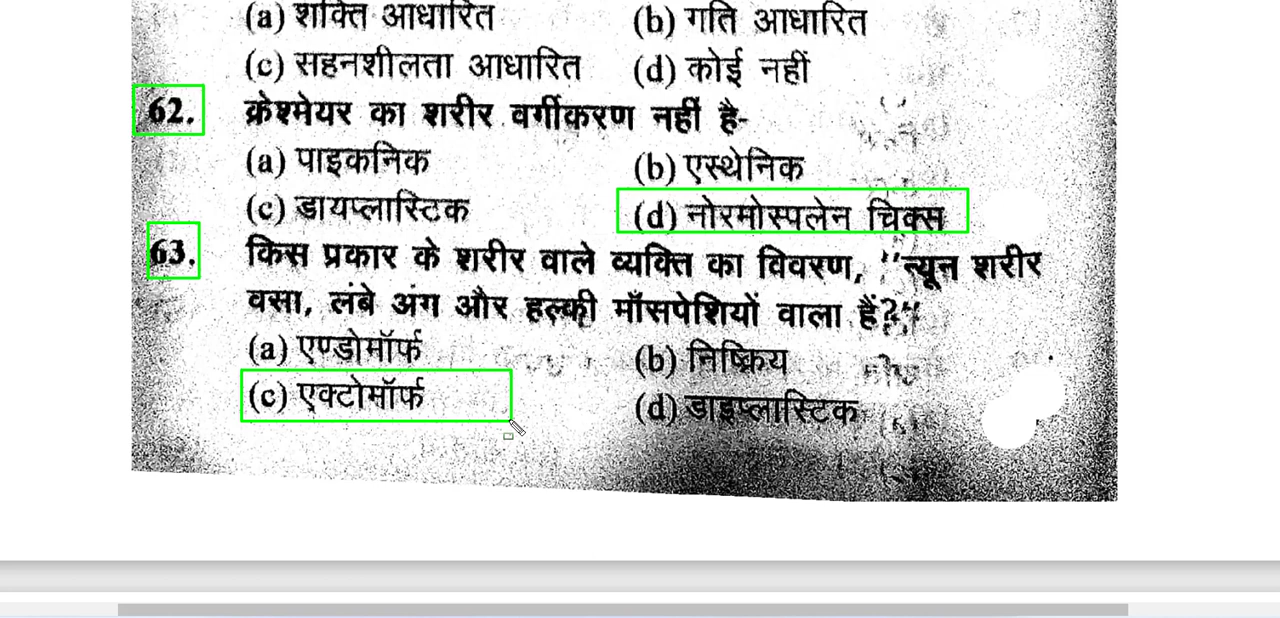 (a) शक्ति आधारित (b) गति आधारित
(c) सहनशीलता आधारित (d) कोई नहीं
62. क्रेश्मेयर का शरीर वर्गीकरण नहीं है-
(a) पाइकनिक (b) एस्थेनिक
(c) डायप्लास्टिक (d) नोरमोस्पलेन चिक्स
63. किस प्रकार के शरीर वाले व्यक्ति का विवरण, "न्यून शरीर
वसा, लंबे अंग और हल्की माँसपेशियों वाला हैं?"
(a) एण्डोमॉर्फ (b) निष्क्रिय
(c) एक्टोमॉर्फ (d) डाइप्लास्टिक